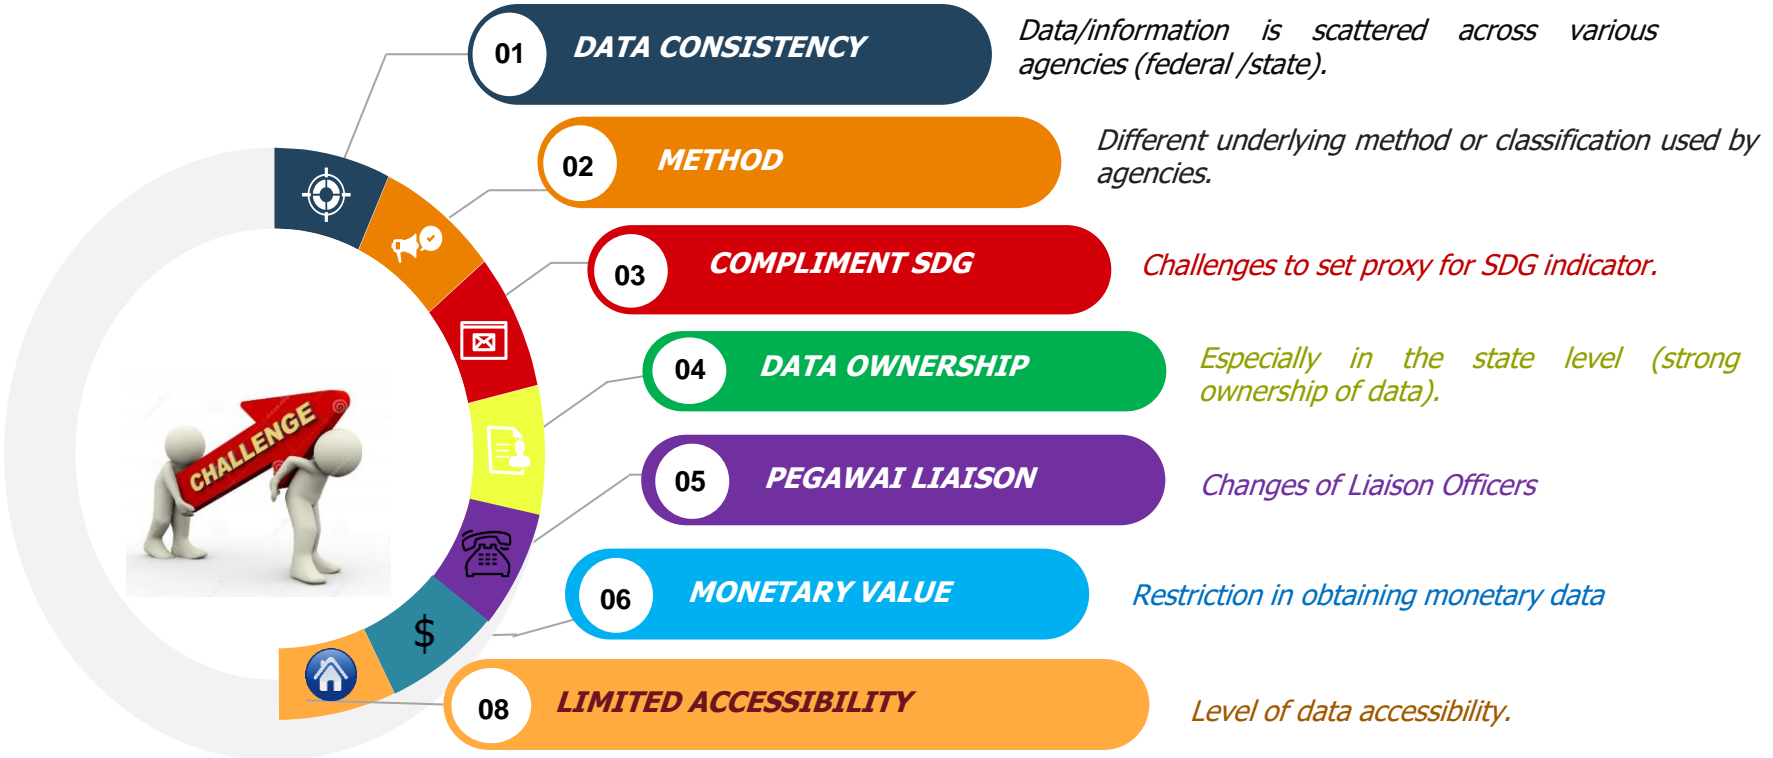 01
DATA CONSISTENCY
Data/information is scattered across various
agencies (federal /state).
02
METHOD
Different underlying method or classification used by
agencies.
03
COMPLIMENT SDG
Challenges to set proxy for SDG indicator.
04
DATA OWNERSHIP
Especially in the state level (strong
ownership of data).
05
PEGAWAI LIAISON
Changes of Liaison Officers
06
MONETARY VALUE
Restriction in obtaining monetary data
08
LIMITED ACCESSIBILITY
Level of data accessibility.
CHALLENGE
$